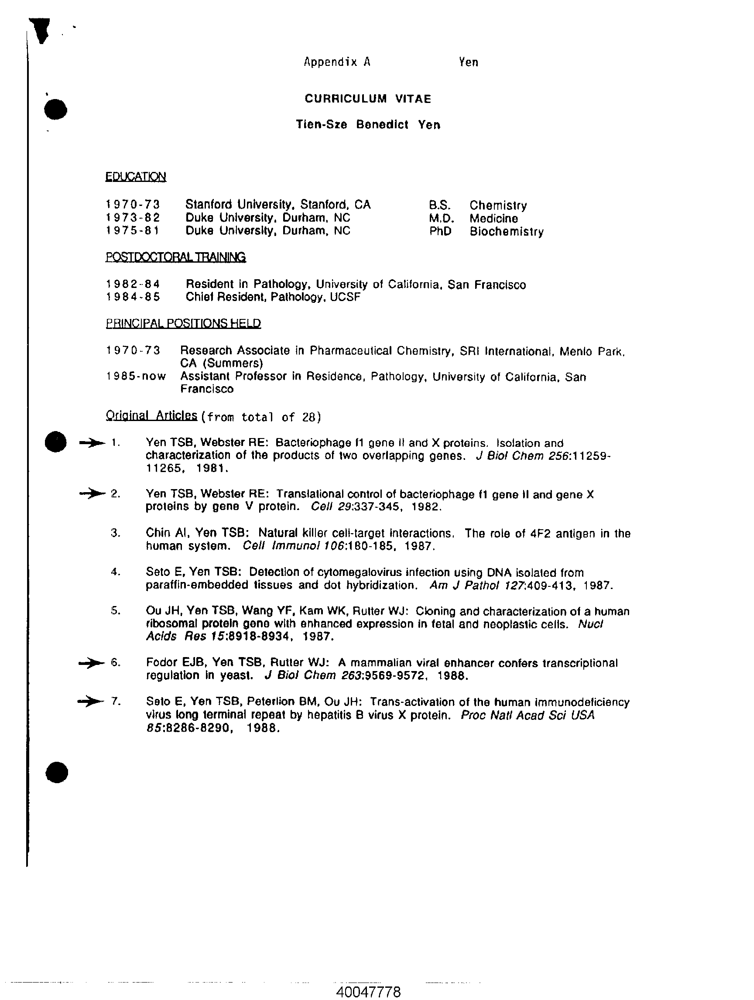 Appendix A Yen
CURRICULUM VITAE
Tien-Sze Benedict Yen
EDUCATION
1970-73 Stanford University, Stanford, CA B.S. Chemistry
1973-82 Duke University, Durham, NC M.D. Medicine
1975-81 Duke University, Durham, NC PhD Biochemistry
POSTDOCTORAL TRAINING
1982-84 Resident in Pathology, University of California, San Francisco
1984-85 Chief Resident, Pathology, UCSF
PRINCIPAL POSITIONS HELD
1970-73 Research Associate in Pharmaceutical Chemistry, SRI International, Menlo Park,
CA (Summers)
1985-now Assistant Professor in Residence, Pathology, University of California, San
Francisco
Original Articles (from total of 28)
1. Yen TSB, Webster RE: Bacteriophage f1 gene II and X proteins. Isolation and
characterization of the products of two overlapping genes. J Biol Chem 256:11259-
11265, 1981.
2. Yen TSB, Webster RE: Translational control of bacteriophage f1 gene II and gene X
proteins by gene V protein. Cell 29:337-345, 1982.
3. Chin AI, Yen TSB: Natural killer cell-target interactions. The role of 4F2 antigen in the
human system. Cell Immunol 106:180-185, 1987.
4. Seto E, Yen TSB: Detection of cytomegalovirus infection using DNA isolated from
paraffin-embedded tissues and dot hybridization. Am J Pathol 127:409-413, 1987.
5. Ou JH, Yen TSB, Wang YF, Kam WK, Rutter WJ: Cloning and characterization of a human
ribosomal protein gene with enhanced expression in fetal and neoplastic cells. Nucl
Acids Res 15:8918-8934, 1987.
6. Fodor EJB, Yen TSB, Rutter WJ: A mammalian viral enhancer confers transcriptional
regulation in yeast. J Biol Chem 263:9569-9572, 1988.
7. Seto E, Yen TSB, Peterlion BM, Ou JH: Trans-activation of the human immunodeficiency
virus long terminal repeat by hepatitis B virus X protein. Proc Natl Acad Sci USA
85:8286-8290, 1988.
40047778